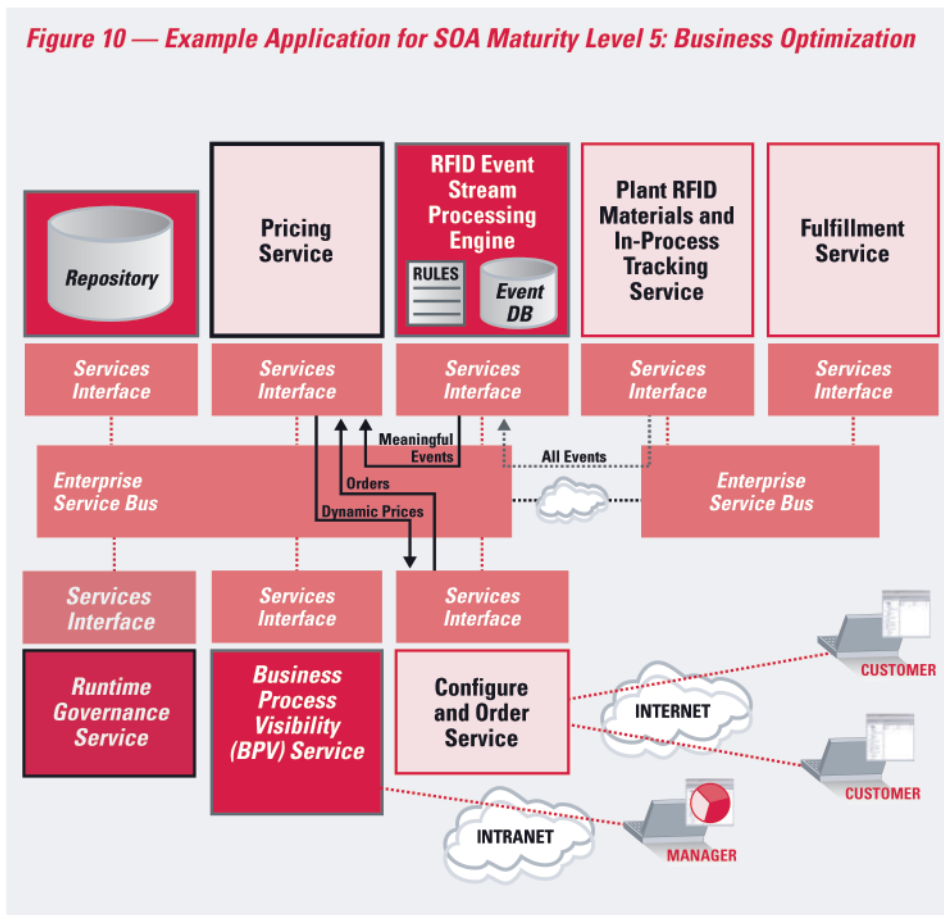 Figure 10 — Example Application for SOA Maturity Level 5: Business Optimization
Repository
Pricing
Service
RFID Event
Stream
Processing
Engine
RULES
Event
DB
Plant RFID
Materials and
In-Process
Tracking
Service
Fulfillment
Service
Services
Interface
Services
Interface
Services
Interface
Services
Interface
Services
Interface
Meaningful
Events
All Events
Orders
Dynamic Prices
Enterprise
Service Bus
Enterprise
Service Bus
Services
Interface
Services
Interface
Services
Interface
Runtime
Governance
Service
Business
Process
Visibility
(BPV) Service
Configure
and Order
Service
INTERNET
CUSTOMER
CUSTOMER
INTRANET
MANAGER